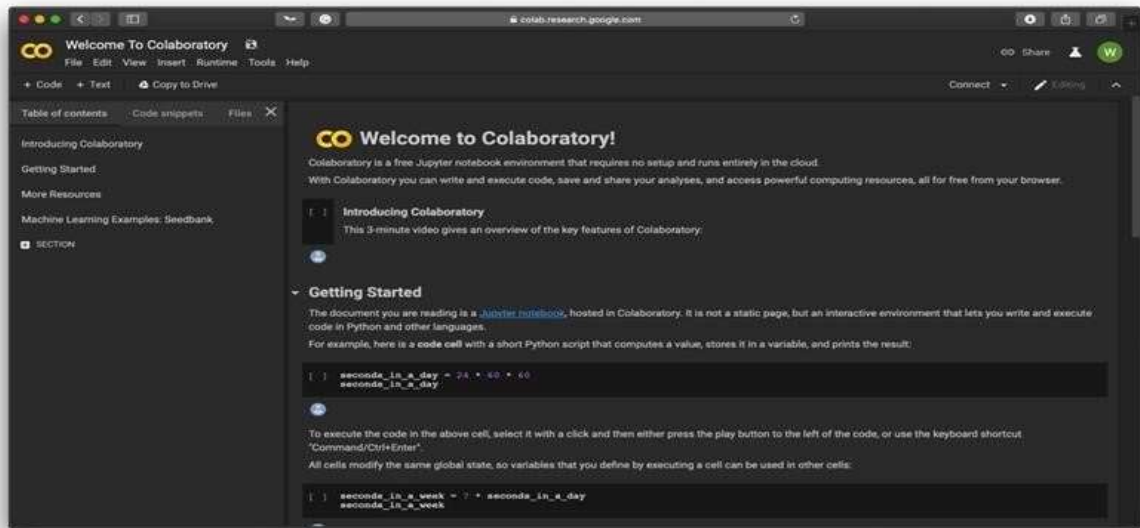 colab.research.google.com
CO Welcome To Colaboratory
File Edit View Insert Runtime Tools Help
Share W
+ Code + Text Copy to Drive
Connect Editing
Table of contents Code snippets Files X
Introducing Colaboratory
Getting Started
More Resources
Machine Learning Examples: Seedbank
SECTION
CO Welcome to Colaboratory!
Colaboratory is a free Jupyter notebook environment that requires no setup and runs entirely in the cloud.
With Colaboratory you can write and execute code, save and share your analyses, and access powerful computing resources, all for free from your browser.
[ ] Introducing Colaboratory
This 3-minute video gives an overview of the key features of Colaboratory:
Getting Started
The document you are reading is a Jupyter notebook, hosted in Colaboratory. It is not a static page, but an interactive environment that lets you write and execute
code in Python and other languages.
For example, here is a code cell with a short Python script that computes a value, stores it in a variable, and prints the result:
[ ] seconds_in_a_day = 24 * 60 * 60
seconds_in_a_day
To execute the code in the above cell, select it with a click and then either press the play button to the left of the code, or use the keyboard shortcut
"Command/Ctrl+Enter".
All cells modify the same global state, so variables that you define by executing a cell can be used in other cells:
[ ] seconds_in_a_week = 7 * seconds_in_a_day
seconds_in_a_week